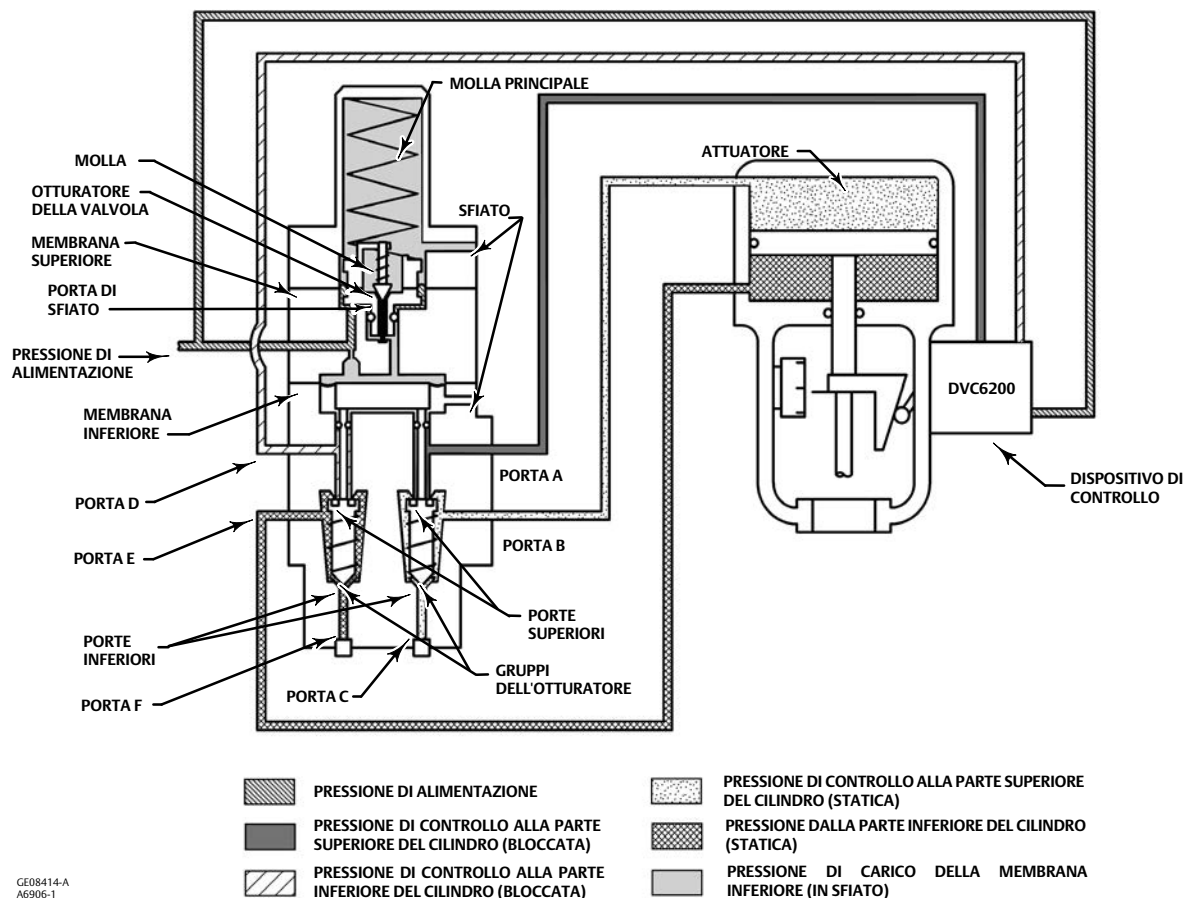 MOLLA PRINCIPALE
MOLLA
OTTURATORE
DELLA VALVOLA
MEMBRANA
SUPERIORE
PORTA DI
SFIATO
PRESSIONE DI
ALIMENTAZIONE
MEMBRANA
INFERIORE
PORTA D
PORTA E
PORTE
INFERIORI
PORTA F
SFIATO
ATTUATORE
DVC6200
DISPOSITIVO DI
CONTROLLO
PORTA A
PORTA B
PORTE
SUPERIORI
GRUPPI
DELL'OTTURATORE
PORTA C
PRESSIONE DI ALIMENTAZIONE
PRESSIONE DI CONTROLLO ALLA PARTE
SUPERIORE DEL CILINDRO (BLOCCATA)
PRESSIONE DI CONTROLLO ALLA PARTE
INFERIORE DEL CILINDRO (BLOCCATA)
PRESSIONE DI CONTROLLO ALLA PARTE SUPERIORE
DEL CILINDRO (STATICA)
PRESSIONE DALLA PARTE INFERIORE DEL CILINDRO
(STATICA)
PRESSIONE DI CARICO DELLA MEMBRANA
INFERIORE (IN SFIATO)
GE08414-A
A6906-1